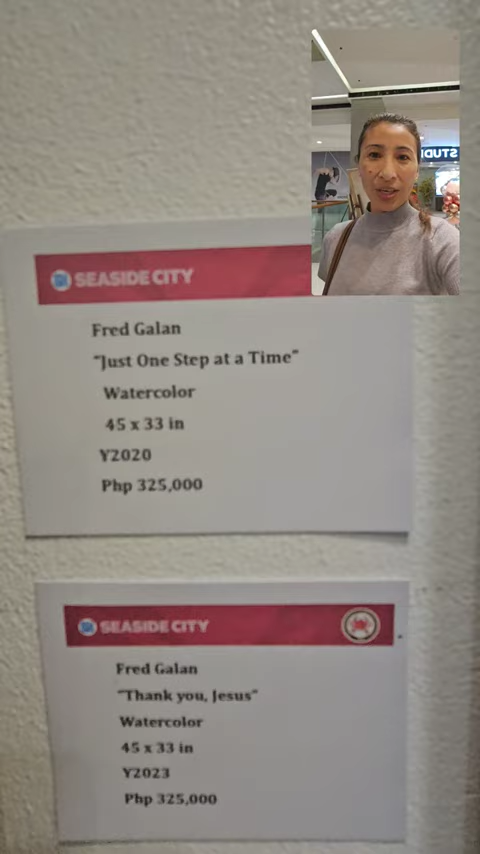 STUDI
SEASIDE CITY
Fred Galan
"Just One Step at a Time"
Watercolor
45 x 33 in
Y2020
Php 325,000
SEASIDE CITY
Fred Galan
"Thank you, Jesus"
Watercolor
45 x 33 in
Y2023
Php 325,000